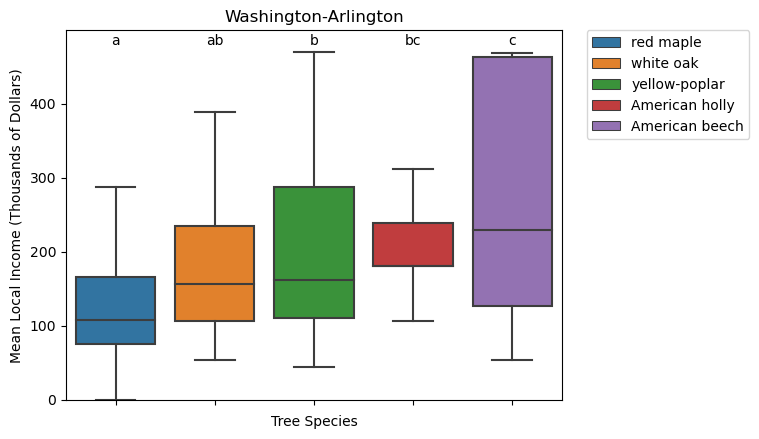 Washington-Arlington
a ab b bc c
Mean Local Income (Thousands of Dollars)
400
300
200
100
0
Tree Species
red maple
white oak
yellow-poplar
American holly
American beech